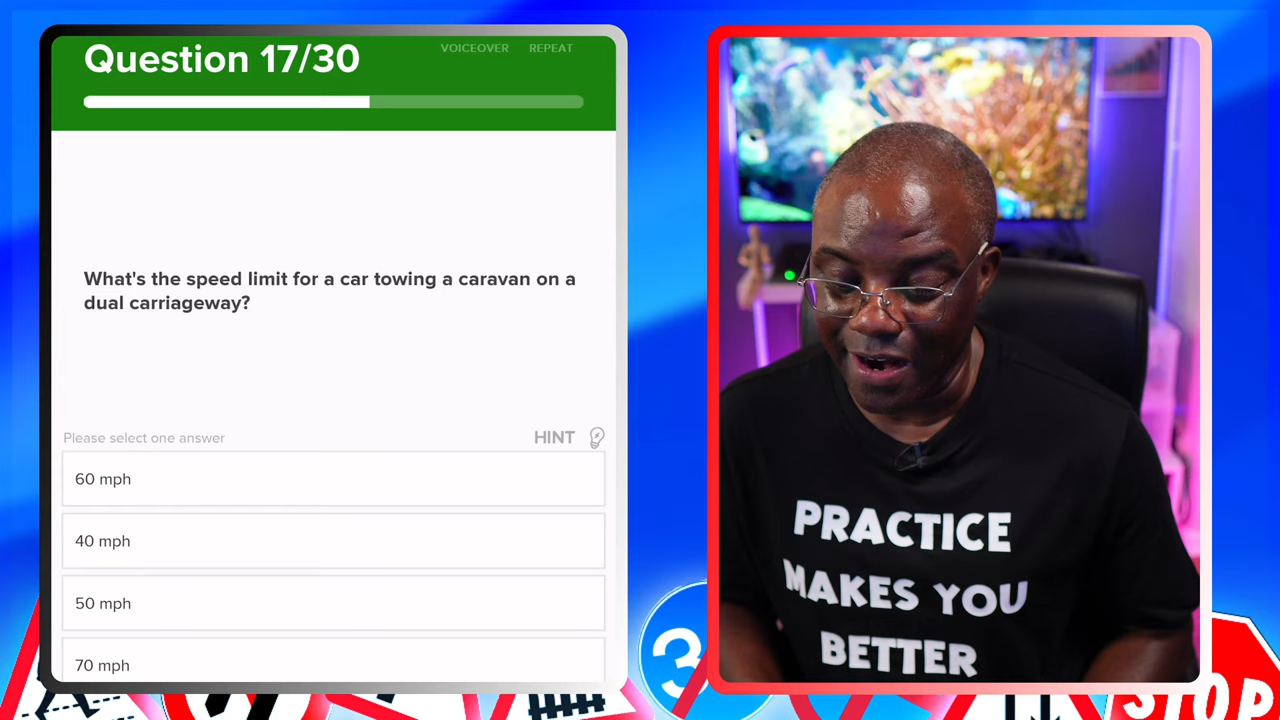 Question 17/30
VOICEOVER REPEAT
What's the speed limit for a car towing a caravan on a
dual carriageway?
Please select one answer
HINT
60 mph
40 mph
50 mph
70 mph
PRACTICE
MAKES YOU
BETTER
3
STOP